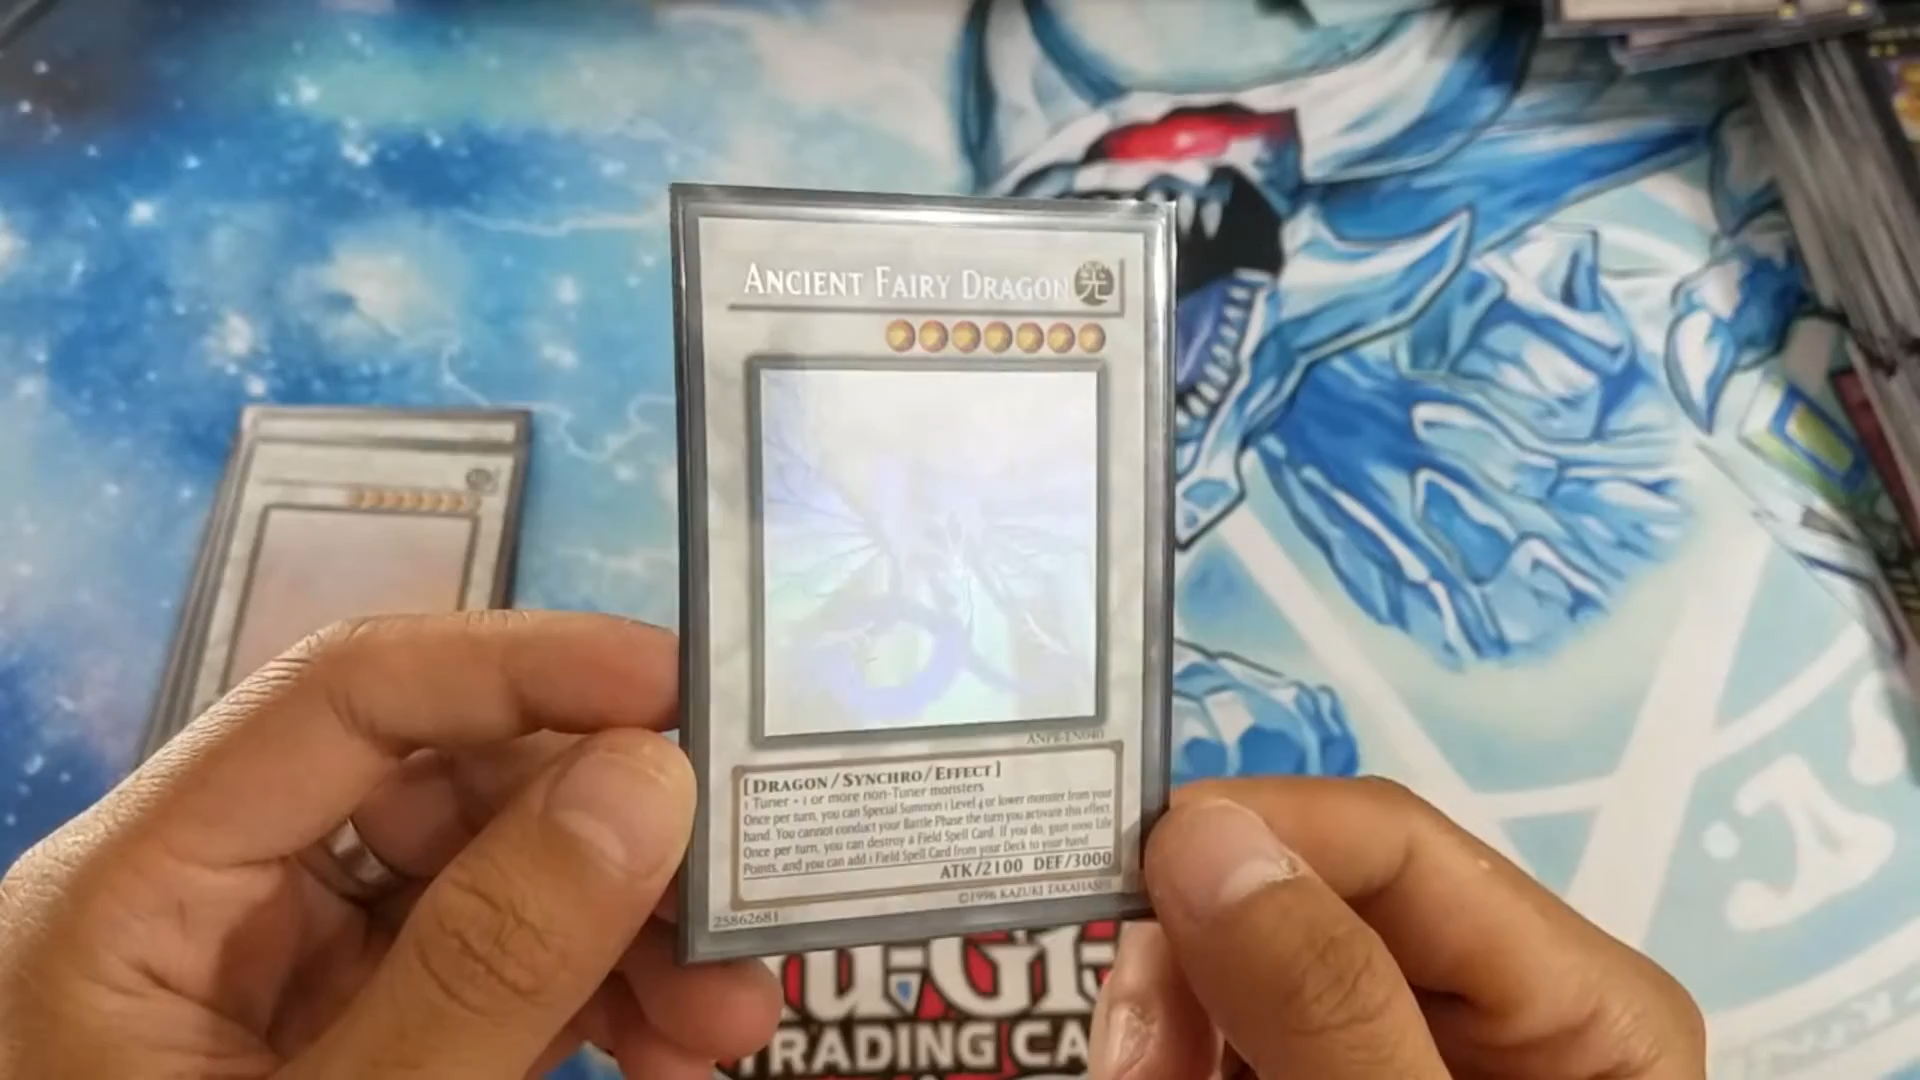 ANCIENT FAIRY DRAGON 光
ANPR-EN040
[DRAGON/SYNCHRO/EFFECT]
1 Tuner + 1 or more non-Tuner monsters
Once per turn, you can Special Summon 1 Level 4 or lower monster from your
hand. You cannot conduct your Battle Phase the turn you activate this effect.
Once per turn, you can destroy a Field Spell Card. If you do, gain 1000 Life
Points, and you can add 1 Field Spell Card from your Deck to your hand.
ATK/2100 DEF/3000
25862681 ©1996 KAZUKI TAKAHASHI
TRADING CA